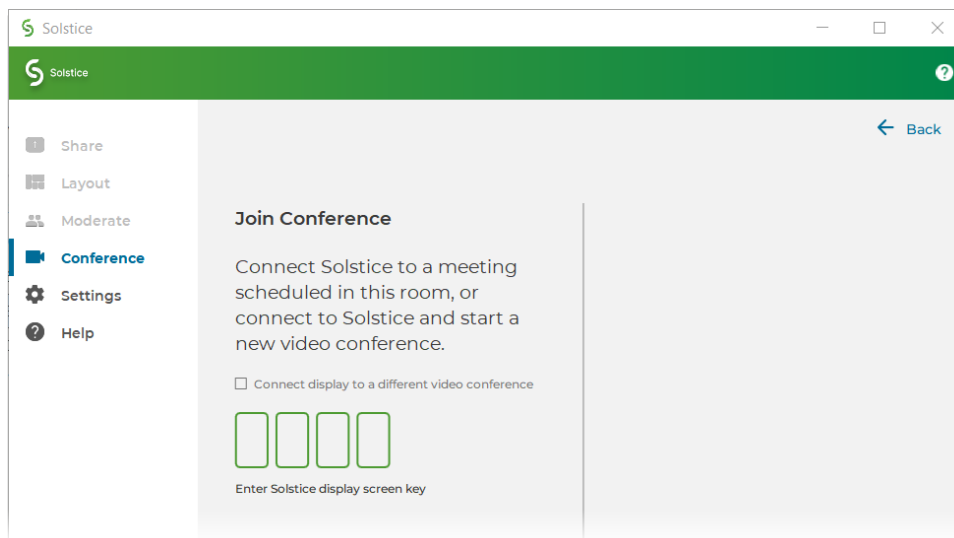 Solstice
Solstice
Back
Share
Layout
Moderate
Conference
Settings
Help
Join Conference
Connect Solstice to a meeting
scheduled in this room, or
connect to Solstice and start a
new video conference.
Connect display to a different video conference
Enter Solstice display screen key